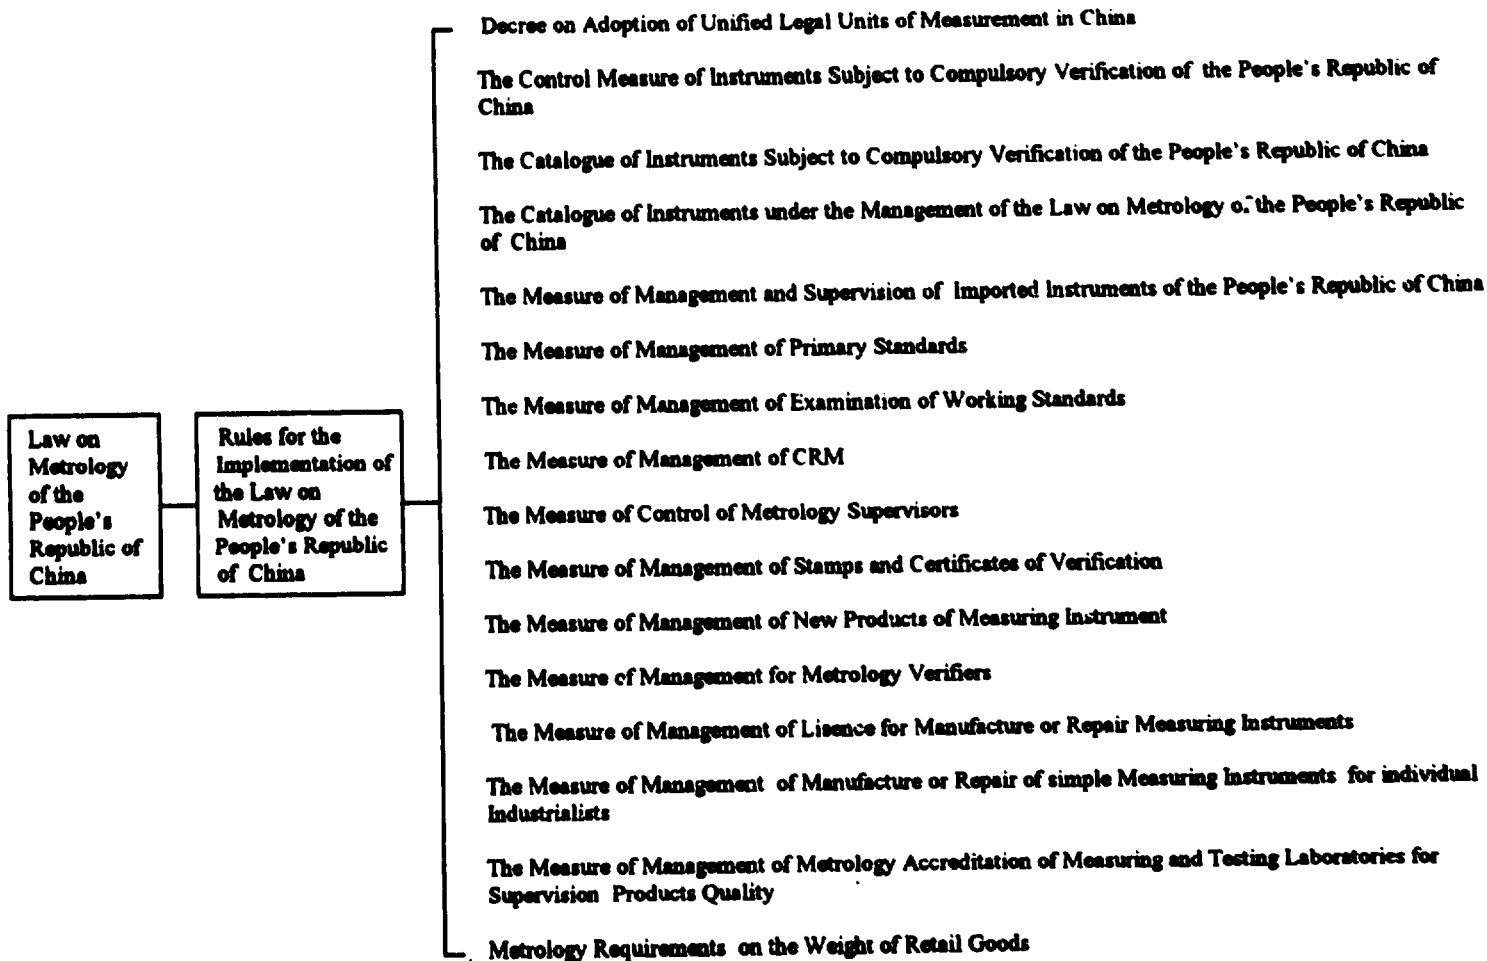 Law on
Metrology
of the
People's
Republic of
China
Rules for the
Implementation of
the Law on
Metrology of the
People's Republic
of China
Decree on Adoption of Unified Legal Units of Measurement in China
The Control Measure of Instruments Subject to Compulsory Verification of the People's Republic of
China
The Catalogue of Instruments Subject to Compulsory Verification of the People's Republic of China
The Catalogue of Instruments under the Management of the Law on Metrology of the People's Republic
of China
The Measure of Management and Supervision of Imported Instruments of the People's Republic of China
The Measure of Management of Primary Standards
The Measure of Management of Examination of Working Standards
The Measure of Management of CRM
The Measure of Control of Metrology Supervisors
The Measure of Management of Stamps and Certificates of Verification
The Measure of Management of New Products of Measuring Instrument
The Measure of Management for Metrology Verifiers
The Measure of Management of Lisence for Manufacture or Repair Measuring Instruments
The Measure of Management of Manufacture or Repair of simple Measuring Instruments for individual
Industrialists
The Measure of Management of Metrology Accreditation of Measuring and Testing Laboratories for
Supervision Products Quality
Metrology Requirements on the Weight of Retail Goods